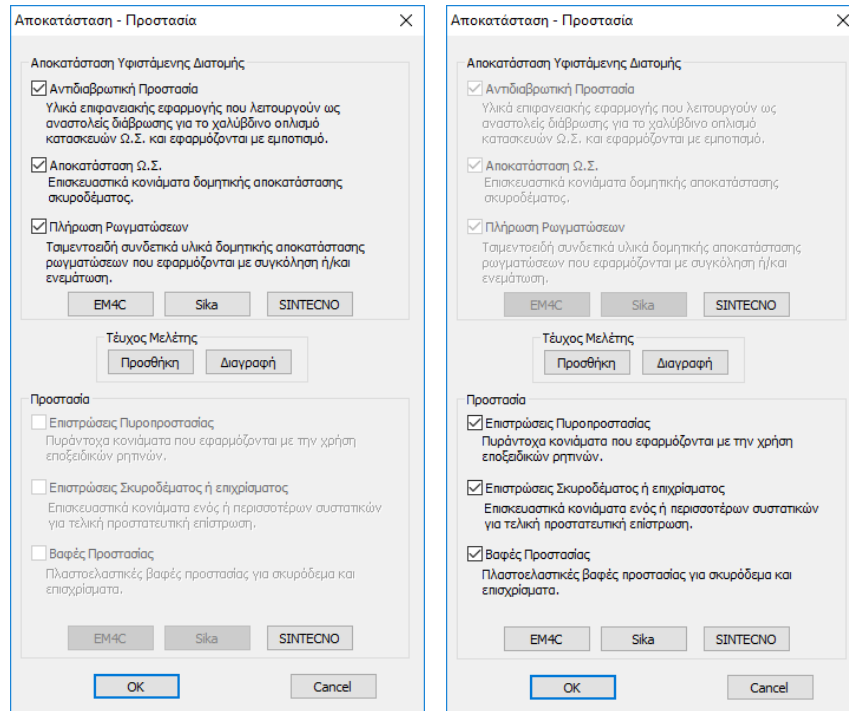 Αποκατάσταση - Προστασία
Αποκατάσταση Υφιστάμενης Διατομής
Αντιδιαβρωτική Προστασία
Υλικά επιφανειακής εφαρμογής που λειτουργούν ως
αναστολείς διάβρωσης για το χαλύβδινο οπλισμό
κατασκευών Ω.Σ. και εφαρμόζονται με εμποτισμό.
Αποκατάσταση Ω.Σ.
Επισκευαστικά κονιάματα δομητικής αποκατάστασης
σκυροδέματος.
Πλήρωση Ρωγματώσεων
Τσιμεντοειδή συνδετικά υλικά δομητικής αποκατάστασης
ρωγματώσεων που εφαρμόζονται με συγκόληση ή/και
ενεμάτωση.
EM4C Sika SINTECNO
Τέυχος Μελέτης
Προσθήκη Διαγραφή
Προστασία
Επιστρώσεις Πυροπροστασίας
Πυράντοχα κονιάματα που εφαρμόζονται με την χρήση
εποξειδικών ρητινών.
Επιστρώσεις Σκυροδέματος ή επιχρίσματος
Επισκευαστικά κονιάματα ενός ή περισσοτέρων συστατικών
για τελική προστατευτική επίστρωση.
Βαφές Προστασίας
Πλαστοελαστικές βαφές προστασίας για σκυρόδεμα και
επισχρίσματα.
EM4C Sika SINTECNO
OK Cancel
Αποκατάσταση - Προστασία
Αποκατάσταση Υφιστάμενης Διατομής
Αντιδιαβρωτική Προστασία
Υλικά επιφανειακής εφαρμογής που λειτουργούν ως
αναστολείς διάβρωσης για το χαλύβδινο οπλισμό
κατασκευών Ω.Σ. και εφαρμόζονται με εμποτισμό.
Αποκατάσταση Ω.Σ.
Επισκευαστικά κονιάματα δομητικής αποκατάστασης
σκυροδέματος.
Πλήρωση Ρωγματώσεων
Τσιμεντοειδή συνδετικά υλικά δομητικής αποκατάστασης
ρωγματώσεων που εφαρμόζονται με συγκόληση ή/και
ενεμάτωση.
EM4C Sika SINTECNO
Τέυχος Μελέτης
Προσθήκη Διαγραφή
Προστασία
Επιστρώσεις Πυροπροστασίας
Πυράντοχα κονιάματα που εφαρμόζονται με την χρήση
εποξειδικών ρητινών.
Επιστρώσεις Σκυροδέματος ή επιχρίσματος
Επισκευαστικά κονιάματα ενός ή περισσοτέρων συστατικών
για τελική προστατευτική επίστρωση.
Βαφές Προστασίας
Πλαστοελαστικές βαφές προστασίας για σκυρόδεμα και
επισχρίσματα.
EM4C Sika SINTECNO
OK Cancel